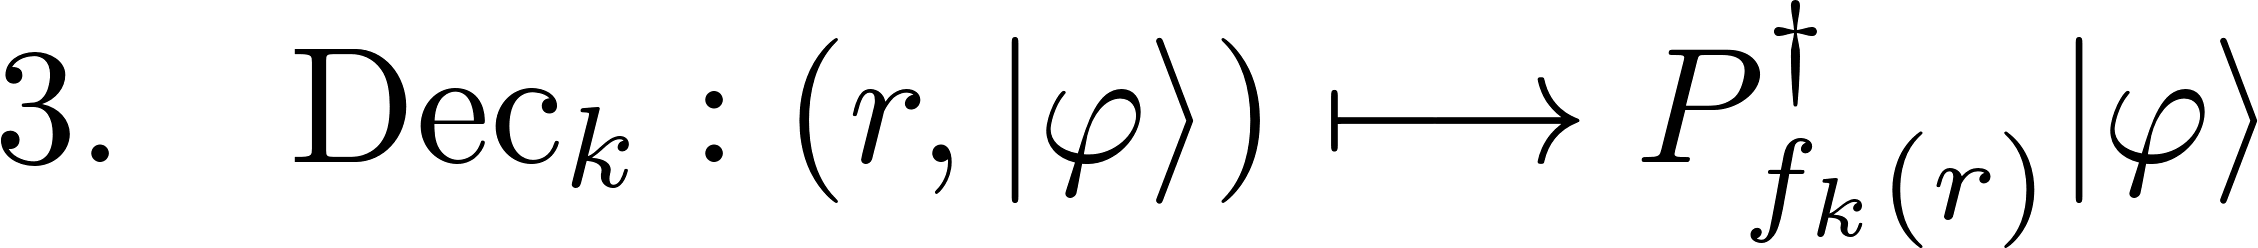 3. Dec_k : (r, |φ⟩) ⟼ P†_{f_k(r)}|φ⟩